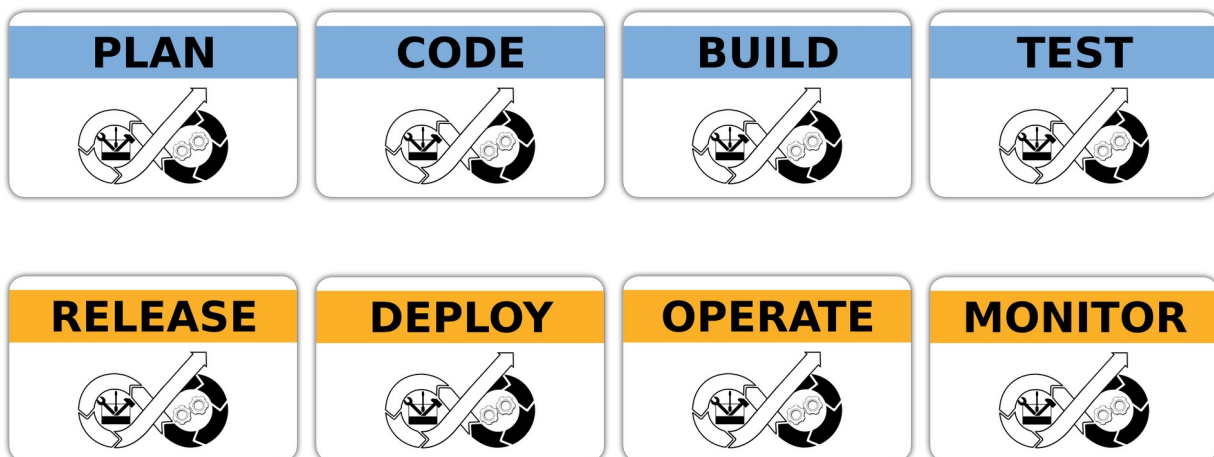 PLAN
CODE
BUILD
TEST
RELEASE
DEPLOY
OPERATE
MONITOR